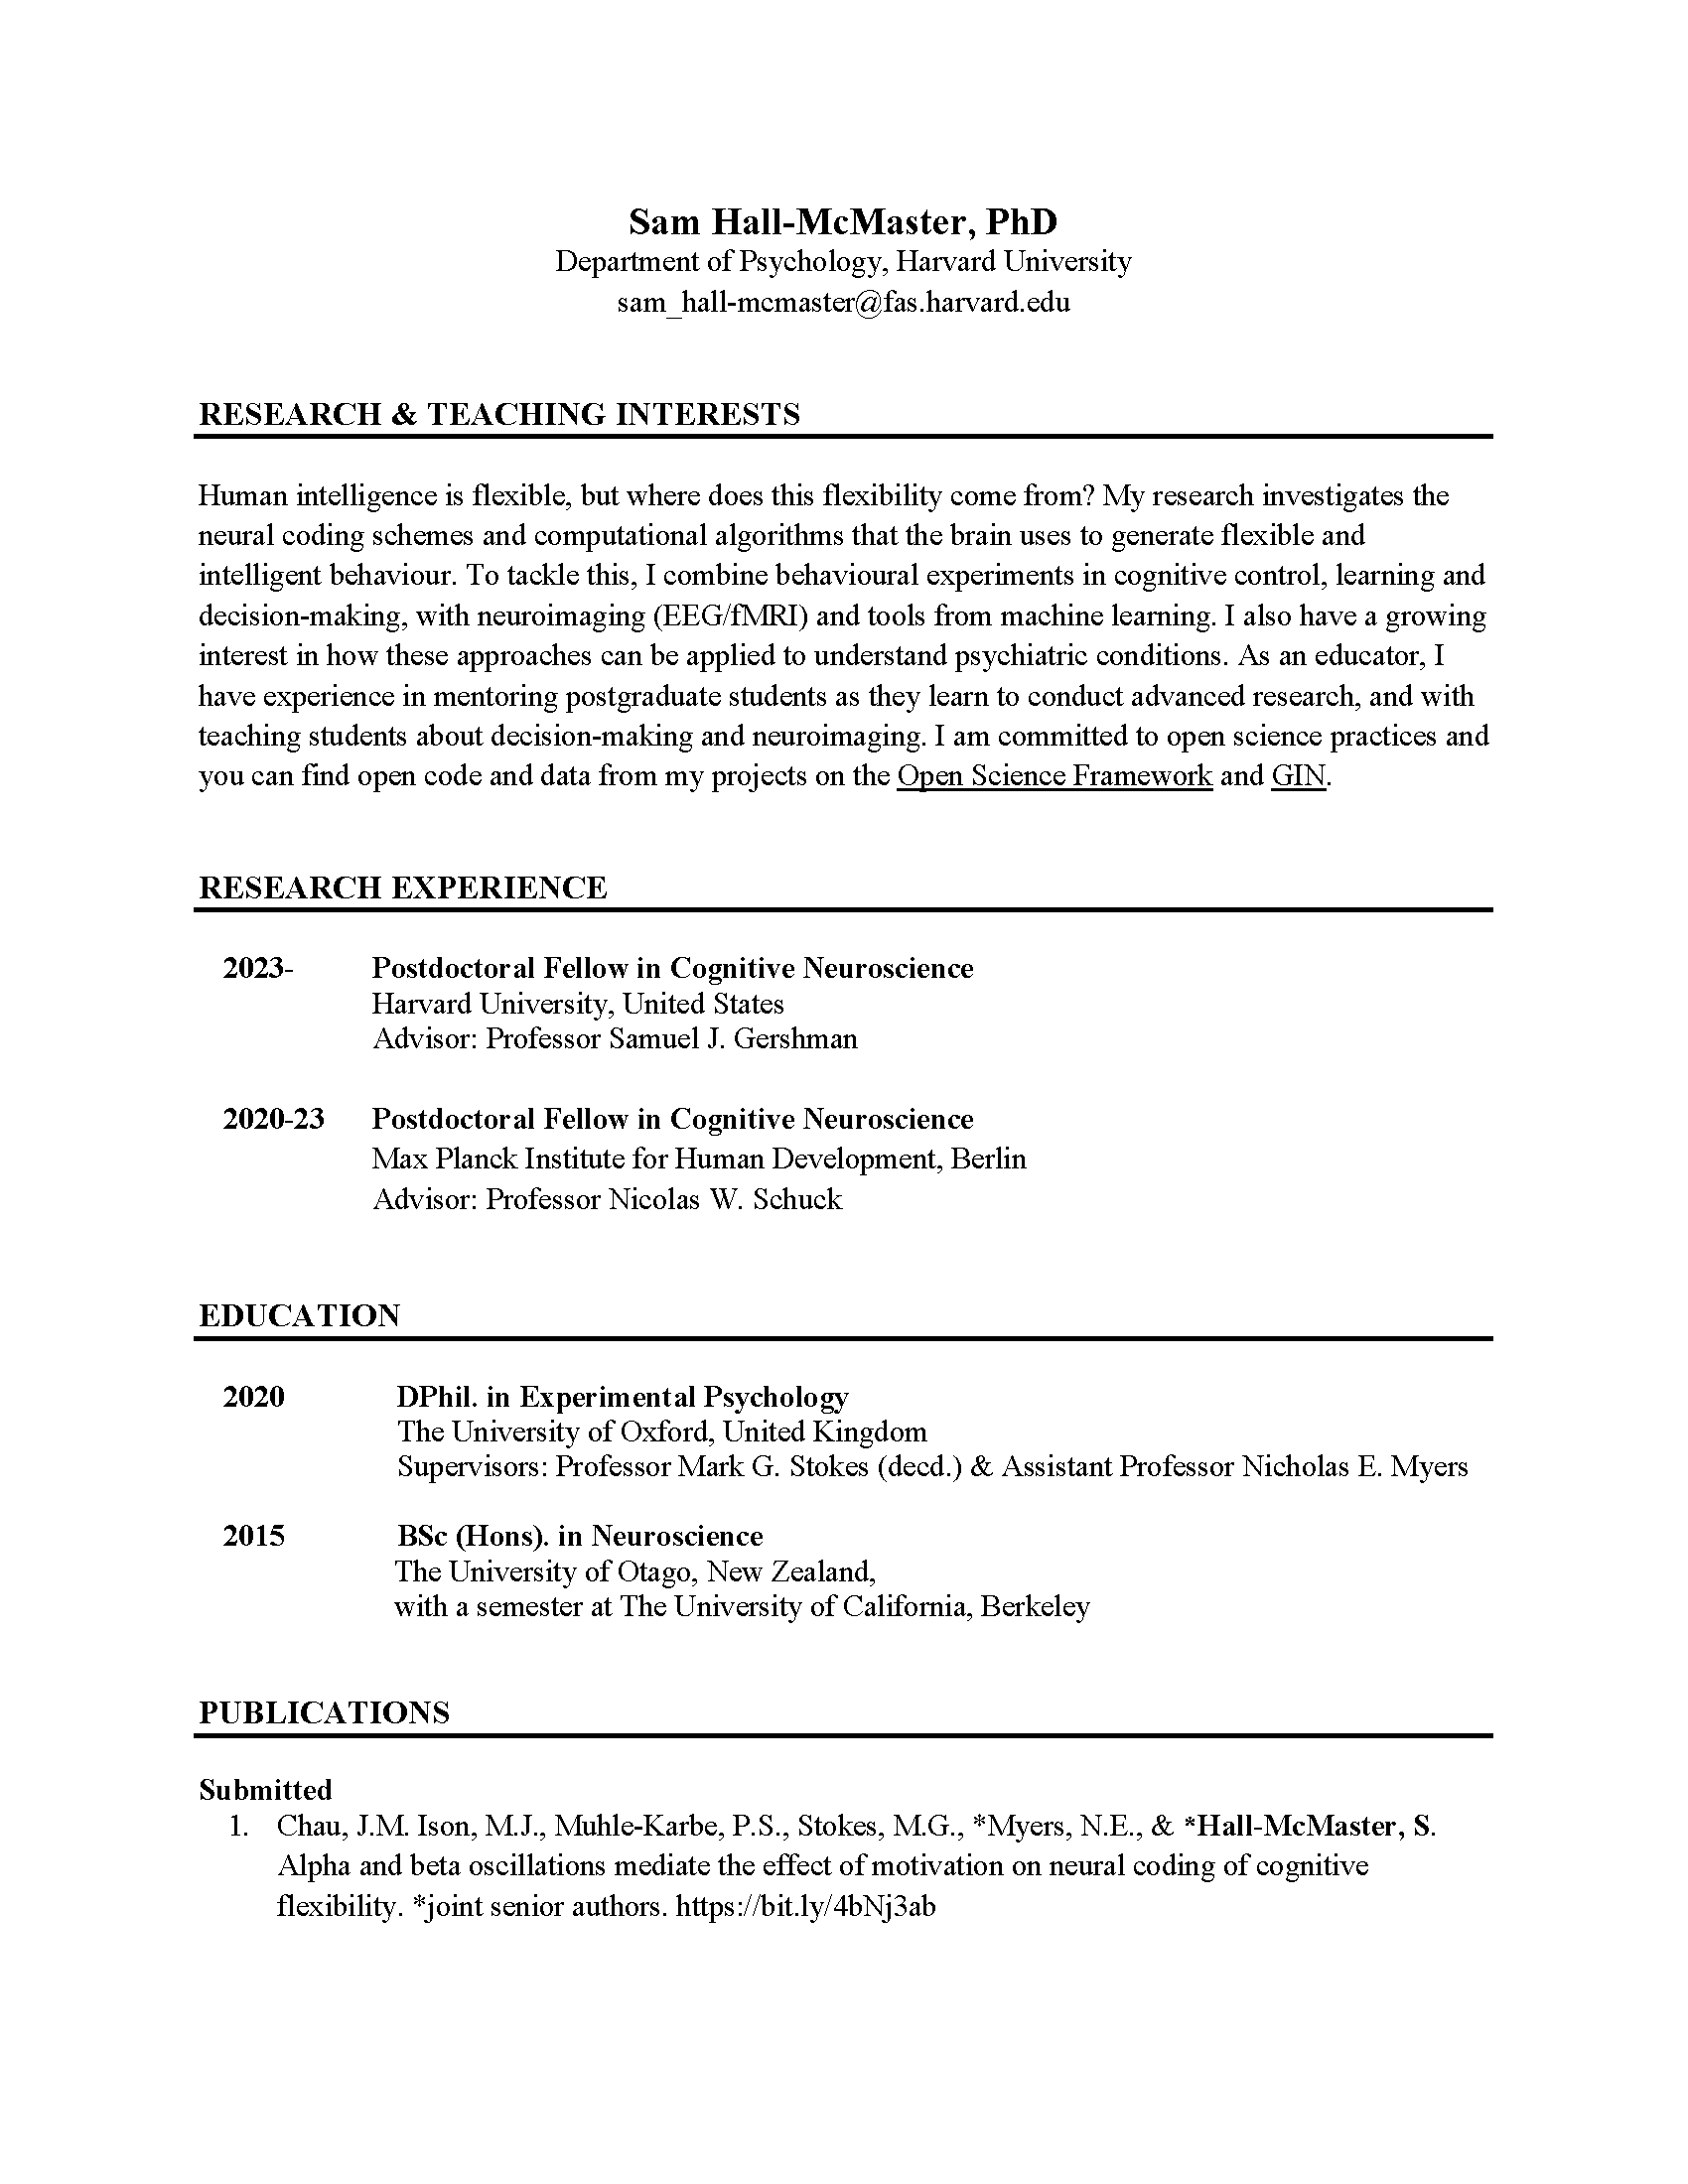 Sam Hall-McMaster, PhD
Department of Psychology, Harvard University
sam_hall-mcmaster@fas.harvard.edu
RESEARCH & TEACHING INTERESTS
Human intelligence is flexible, but where does this flexibility come from? My research investigates the
neural coding schemes and computational algorithms that the brain uses to generate flexible and
intelligent behaviour. To tackle this, I combine behavioural experiments in cognitive control, learning and
decision-making, with neuroimaging (EEG/fMRI) and tools from machine learning. I also have a growing
interest in how these approaches can be applied to understand psychiatric conditions. As an educator, I
have experience in mentoring postgraduate students as they learn to conduct advanced research, and with
teaching students about decision-making and neuroimaging. I am committed to open science practices and
you can find open code and data from my projects on the Open Science Framework and GIN.
RESEARCH EXPERIENCE
2023- Postdoctoral Fellow in Cognitive Neuroscience
Harvard University, United States
Advisor: Professor Samuel J. Gershman
2020-23 Postdoctoral Fellow in Cognitive Neuroscience
Max Planck Institute for Human Development, Berlin
Advisor: Professor Nicolas W. Schuck
EDUCATION
2020 DPhil. in Experimental Psychology
The University of Oxford, United Kingdom
Supervisors: Professor Mark G. Stokes (decd.) & Assistant Professor Nicholas E. Myers
2015 BSc (Hons). in Neuroscience
The University of Otago, New Zealand,
with a semester at The University of California, Berkeley
PUBLICATIONS
Submitted
1. Chau, J.M. Ison, M.J., Muhle-Karbe, P.S., Stokes, M.G., *Myers, N.E., & *Hall-McMaster, S.
Alpha and beta oscillations mediate the effect of motivation on neural coding of cognitive
flexibility. *joint senior authors. https://bit.ly/4bNj3ab